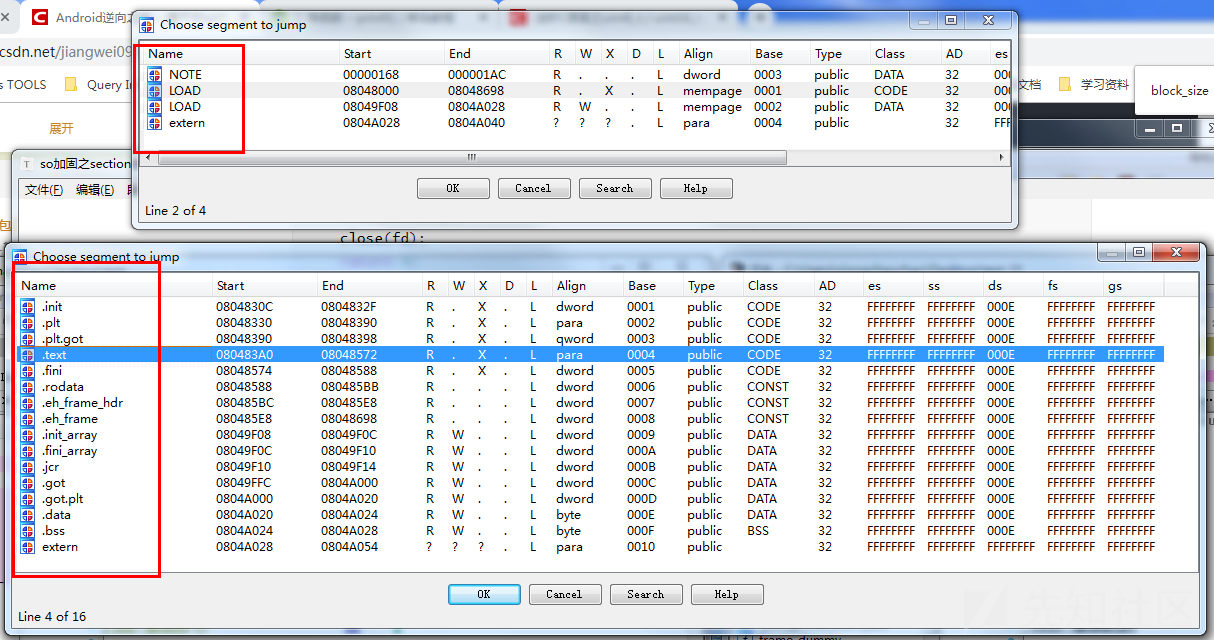 Android逆向之
Choose segment to jump
csdn.net/jiangwei09
s TOOLS
Query In
文档
学习资料
block_size
展开
Name Start End R W X D L Align Base Type Class AD es
NOTE 00000168 000001AC R . . . L dword 0003 public DATA 32 000
LOAD 08048000 08048698 R . X . L mempage 0001 public CODE 32 000
LOAD 08049F08 0804A028 R W . . L mempage 0002 public DATA 32 000
extern 0804A028 0804A040 ? ? ? . L para 0004 public 32 FFF
OK Cancel Search Help
Line 2 of 4
so加固之section
文件(F) 编辑(E)
包
close(fd);
Choose segment to jump
Name Start End R W X D L Align Base Type Class AD es ss ds fs gs
.init 0804830C 0804832F R . X . L dword 0001 public CODE 32 FFFFFFFF FFFFFFFF 000E FFFFFFFF FFFFFFFF
.plt 08048330 08048390 R . X . L para 0002 public CODE 32 FFFFFFFF FFFFFFFF 000E FFFFFFFF FFFFFFFF
.plt.got 08048390 08048398 R . X . L qword 0003 public CODE 32 FFFFFFFF FFFFFFFF 000E FFFFFFFF FFFFFFFF
.text 080483A0 08048572 R . X . L para 0004 public CODE 32 FFFFFFFF FFFFFFFF 000E FFFFFFFF FFFFFFFF
.fini 08048574 08048588 R . X . L dword 0005 public CODE 32 FFFFFFFF FFFFFFFF 000E FFFFFFFF FFFFFFFF
.rodata 08048588 080485BB R . . . L dword 0006 public CONST 32 FFFFFFFF FFFFFFFF 000E FFFFFFFF FFFFFFFF
.eh_frame_hdr 080485BC 080485E8 R . . . L dword 0007 public CONST 32 FFFFFFFF FFFFFFFF 000E FFFFFFFF FFFFFFFF
.eh_frame 080485E8 08048698 R . . . L dword 0008 public CONST 32 FFFFFFFF FFFFFFFF 000E FFFFFFFF FFFFFFFF
.init_array 08049F08 08049F0C R W . . L dword 0009 public DATA 32 FFFFFFFF FFFFFFFF 000E FFFFFFFF FFFFFFFF
.fini_array 08049F0C 08049F10 R W . . L dword 000A public DATA 32 FFFFFFFF FFFFFFFF 000E FFFFFFFF FFFFFFFF
.jcr 08049F10 08049F14 R W . . L dword 000B public DATA 32 FFFFFFFF FFFFFFFF 000E FFFFFFFF FFFFFFFF
.got 08049FFC 0804A000 R W . . L dword 000C public DATA 32 FFFFFFFF FFFFFFFF 000E FFFFFFFF FFFFFFFF
.got.plt 0804A000 0804A020 R W . . L dword 000D public DATA 32 FFFFFFFF FFFFFFFF 000E FFFFFFFF FFFFFFFF
.data 0804A020 0804A024 R W . . L byte 000E public DATA 32 FFFFFFFF FFFFFFFF 000E FFFFFFFF FFFFFFFF
.bss 0804A024 0804A028 R W . . L byte 000F public BSS 32 FFFFFFFF FFFFFFFF 000E FFFFFFFF FFFFFFFF
extern 0804A028 0804A054 ? ? ? . L para 0010 public 32 FFFFFFFF FFFFFFFF FFFFFFFF FFFFFFFF FFFFFFFF
OK Cancel Search Help
Line 4 of 16
先知社区
frame_dummy